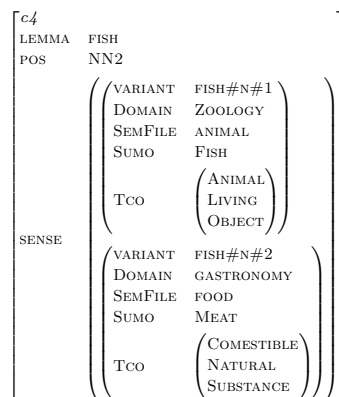 c4
LEMMA FISH
POS NN2
VARIANT FISH#N#1
DOMAIN ZOOLOGY
SEMFILE ANIMAL
SUMO FISH
ANIMAL
TCO LIVING
OBJECT
SENSE
VARIANT FISH#N#2
DOMAIN GASTRONOMY
SEMFILE FOOD
SUMO MEAT
COMESTIBLE
TCO NATURAL
SUBSTANCE